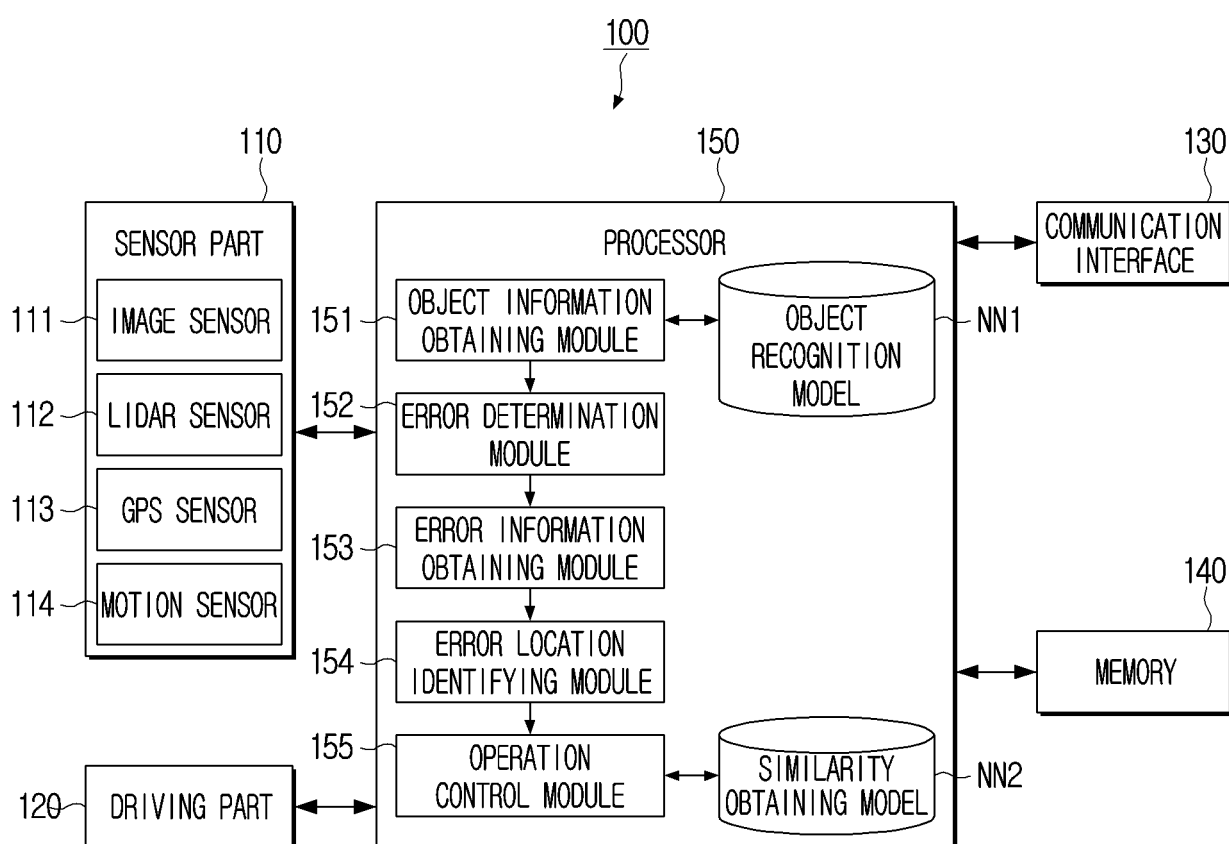 100
110
150
130
SENSOR PART
PROCESSOR
COMMUNICATION
INTERFACE
111
IMAGE SENSOR
151
OBJECT INFORMATION
OBTAINING MODULE
OBJECT
RECOGNITION
MODEL
NN1
112
LIDAR SENSOR
152
ERROR DETERMINATION
MODULE
113
GPS SENSOR
153
ERROR INFORMATION
OBTAINING MODULE
114
MOTION SENSOR
154
ERROR LOCATION
IDENTIFYING MODULE
140
MEMORY
155
OPERATION
CONTROL MODULE
SIMILARITY
OBTAINING MODEL
NN2
120
DRIVING PART